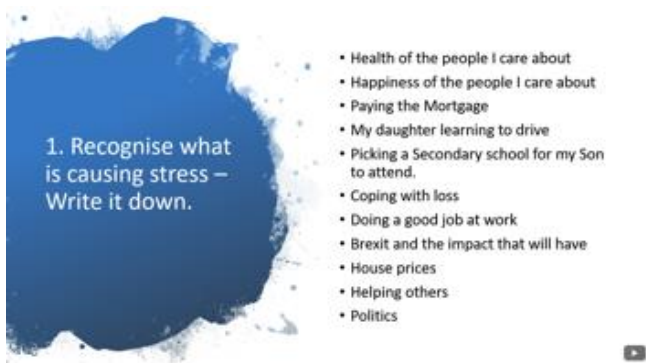 1. Recognise what
is causing stress –
Write it down.
• Health of the people I care about
• Happiness of the people I care about
• Paying the Mortgage
• My daughter learning to drive
• Picking a Secondary school for my Son
to attend.
• Coping with loss
• Doing a good job at work
• Brexit and the impact that will have
• House prices
• Helping others
• Politics